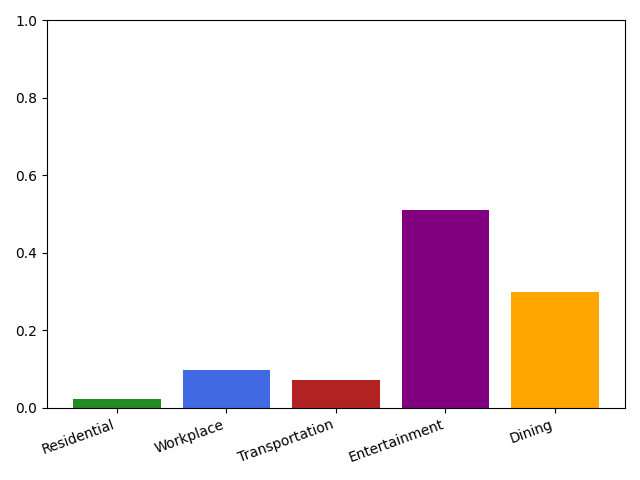 1.0
0.8
0.6
0.4
0.2
0.0
Residential
Workplace
Transportation
Entertainment
Dining